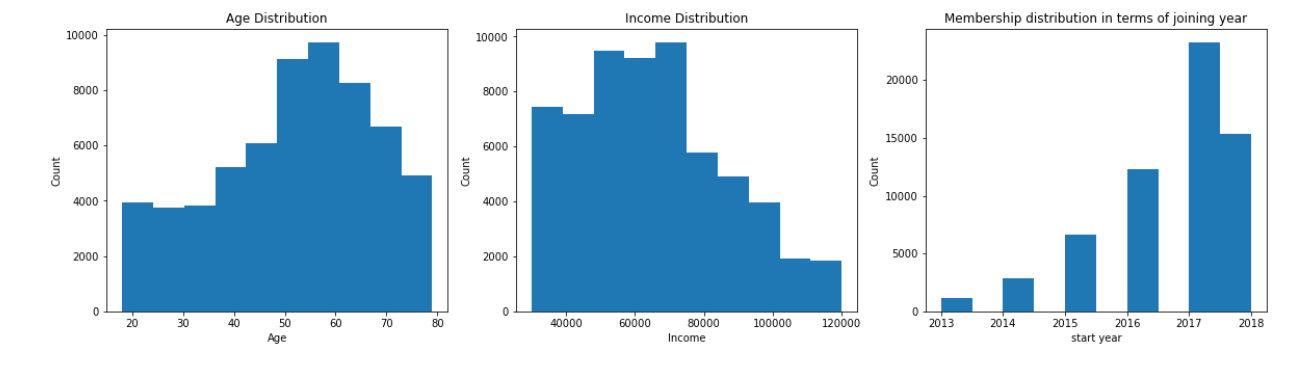 Age Distribution
10000
8000
6000
4000
2000
0
Count
20 30 40 50 60 70 80
Age
Income Distribution
10000
8000
6000
4000
2000
0
Count
40000 60000 80000 100000 120000
Income
Membership distribution in terms of joining year
20000
15000
10000
5000
0
Count
2013 2014 2015 2016 2017 2018
start year